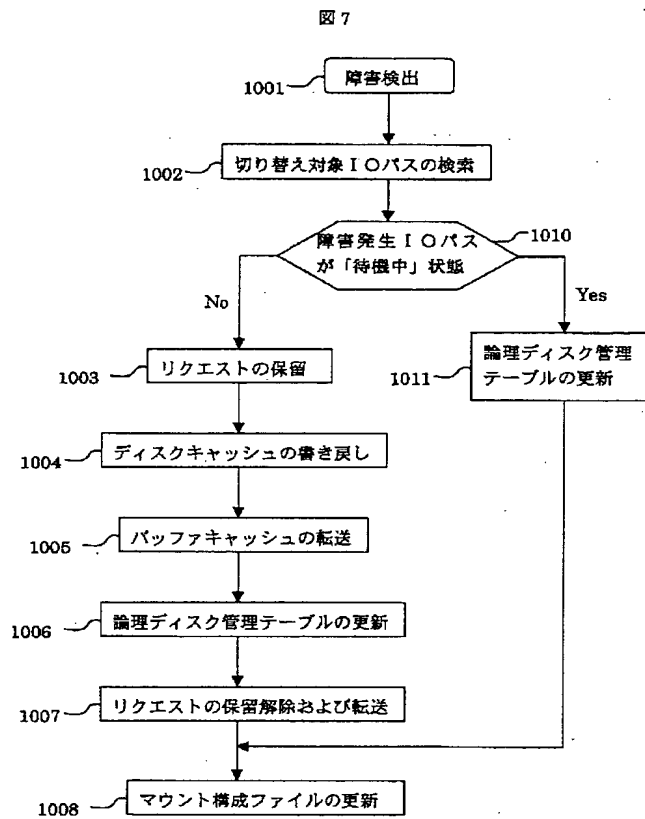 図7
障害検出
1001
切り替え対象IOパスの検索
1002
障害発生IOパス
が「待機中」状態
1010
No
Yes
リクエストの保留
1003
論理ディスク管理
テーブルの更新
1011
ディスクキャッシュの書き戻し
1004
バッファキャッシュの転送
1005
論理ディスク管理テーブルの更新
1006
リクエストの保留解除および転送
1007
マウント構成ファイルの更新
1008